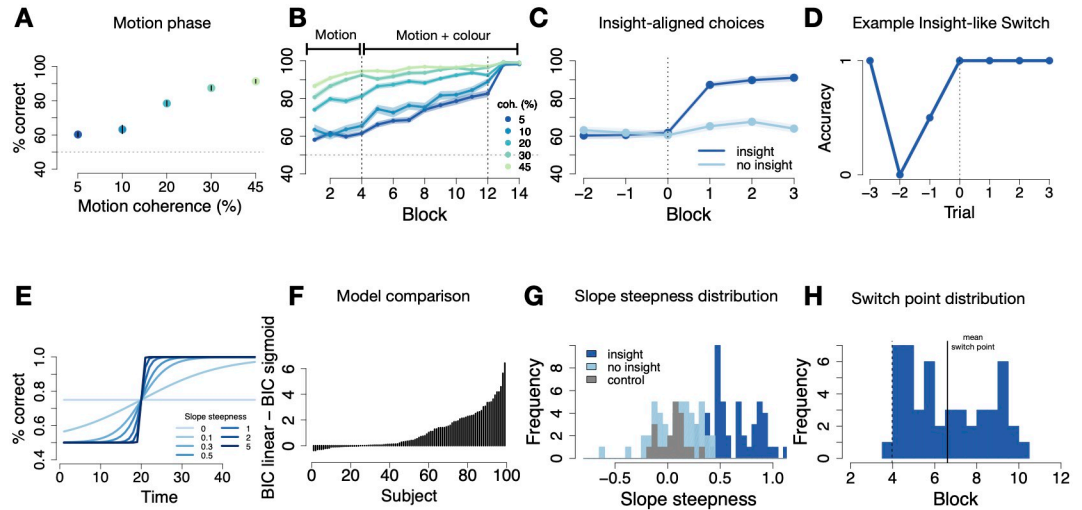 A
Motion phase
% correct
100
80
60
40
5
10
20
30
45
Motion coherence (%)
B
Motion
Motion + colour
100
80
60
40
coh. (%)
5
10
20
30
45
2
4
6
8
10
12
14
Block
C
Insight-aligned choices
100
80
60
40
insight
no insight
−2
−1
0
1
2
3
Block
D
Example Insight-like Switch
Accuracy
1
0
−3
−2
−1
0
1
2
3
Trial
E
% correct
1.0
0.8
0.6
0.4
Slope steepness
0
1
0.1
2
0.3
5
0.5
0
10
20
30
40
Time
F
Model comparison
BIC linear − BIC sigmoid
6
4
2
0
0
20
40
60
80
100
Subject
G
Slope steepness distribution
Frequency
8
6
4
2
0
insight
no insight
control
−0.5
0.0
0.5
1.0
Slope steepness
H
Switch point distribution
mean
switch point
6
4
2
0
2
4
6
8
10
12
Block